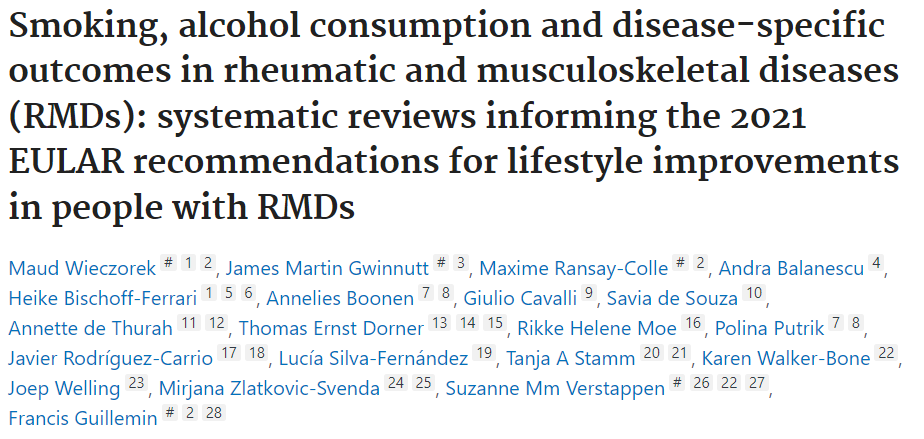 Smoking, alcohol consumption and disease-specific
outcomes in rheumatic and musculoskeletal diseases
(RMDs): systematic reviews informing the 2021
EULAR recommendations for lifestyle improvements
in people with RMDs
Maud Wieczorek # 1 2, James Martin Gwinnutt # 3, Maxime Ransay-Colle # 2, Andra Balanescu 4,
Heike Bischoff-Ferrari 1 5 6, Annelies Boonen 7 8, Giulio Cavalli 9, Savia de Souza 10,
Annette de Thurah 11 12, Thomas Ernst Dorner 13 14 15, Rikke Helene Moe 16, Polina Putrik 7 8,
Javier Rodríguez-Carrio 17 18, Lucía Silva-Fernández 19, Tanja A Stamm 20 21, Karen Walker-Bone 22,
Joep Welling 23, Mirjana Zlatkovic-Svenda 24 25, Suzanne Mm Verstappen # 26 22 27,
Francis Guillemin # 2 28